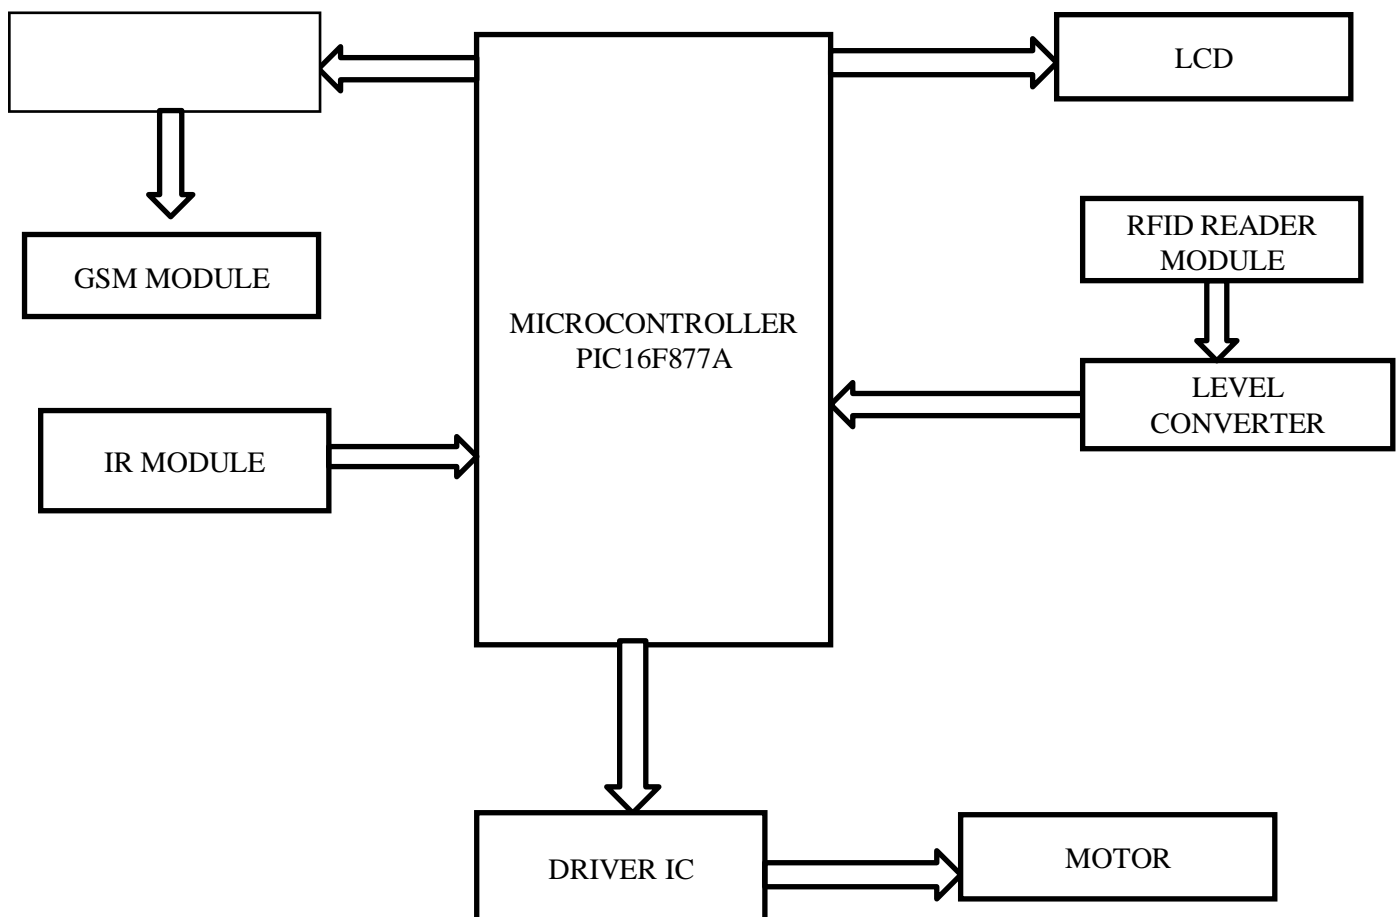 LCD
RFID READER
MODULE
GSM MODULE
MICROCONTROLLER
PIC16F877A
LEVEL
CONVERTER
IR MODULE
DRIVER IC
MOTOR